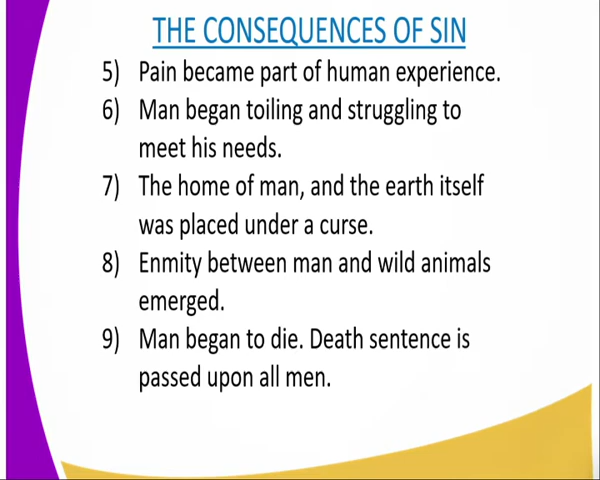 THE CONSEQUENCES OF SIN
5) Pain became part of human experience.
6) Man began toiling and struggling to
meet his needs.
7) The home of man, and the earth itself
was placed under a curse.
8) Enmity between man and wild animals
emerged.
9) Man began to die. Death sentence is
passed upon all men.